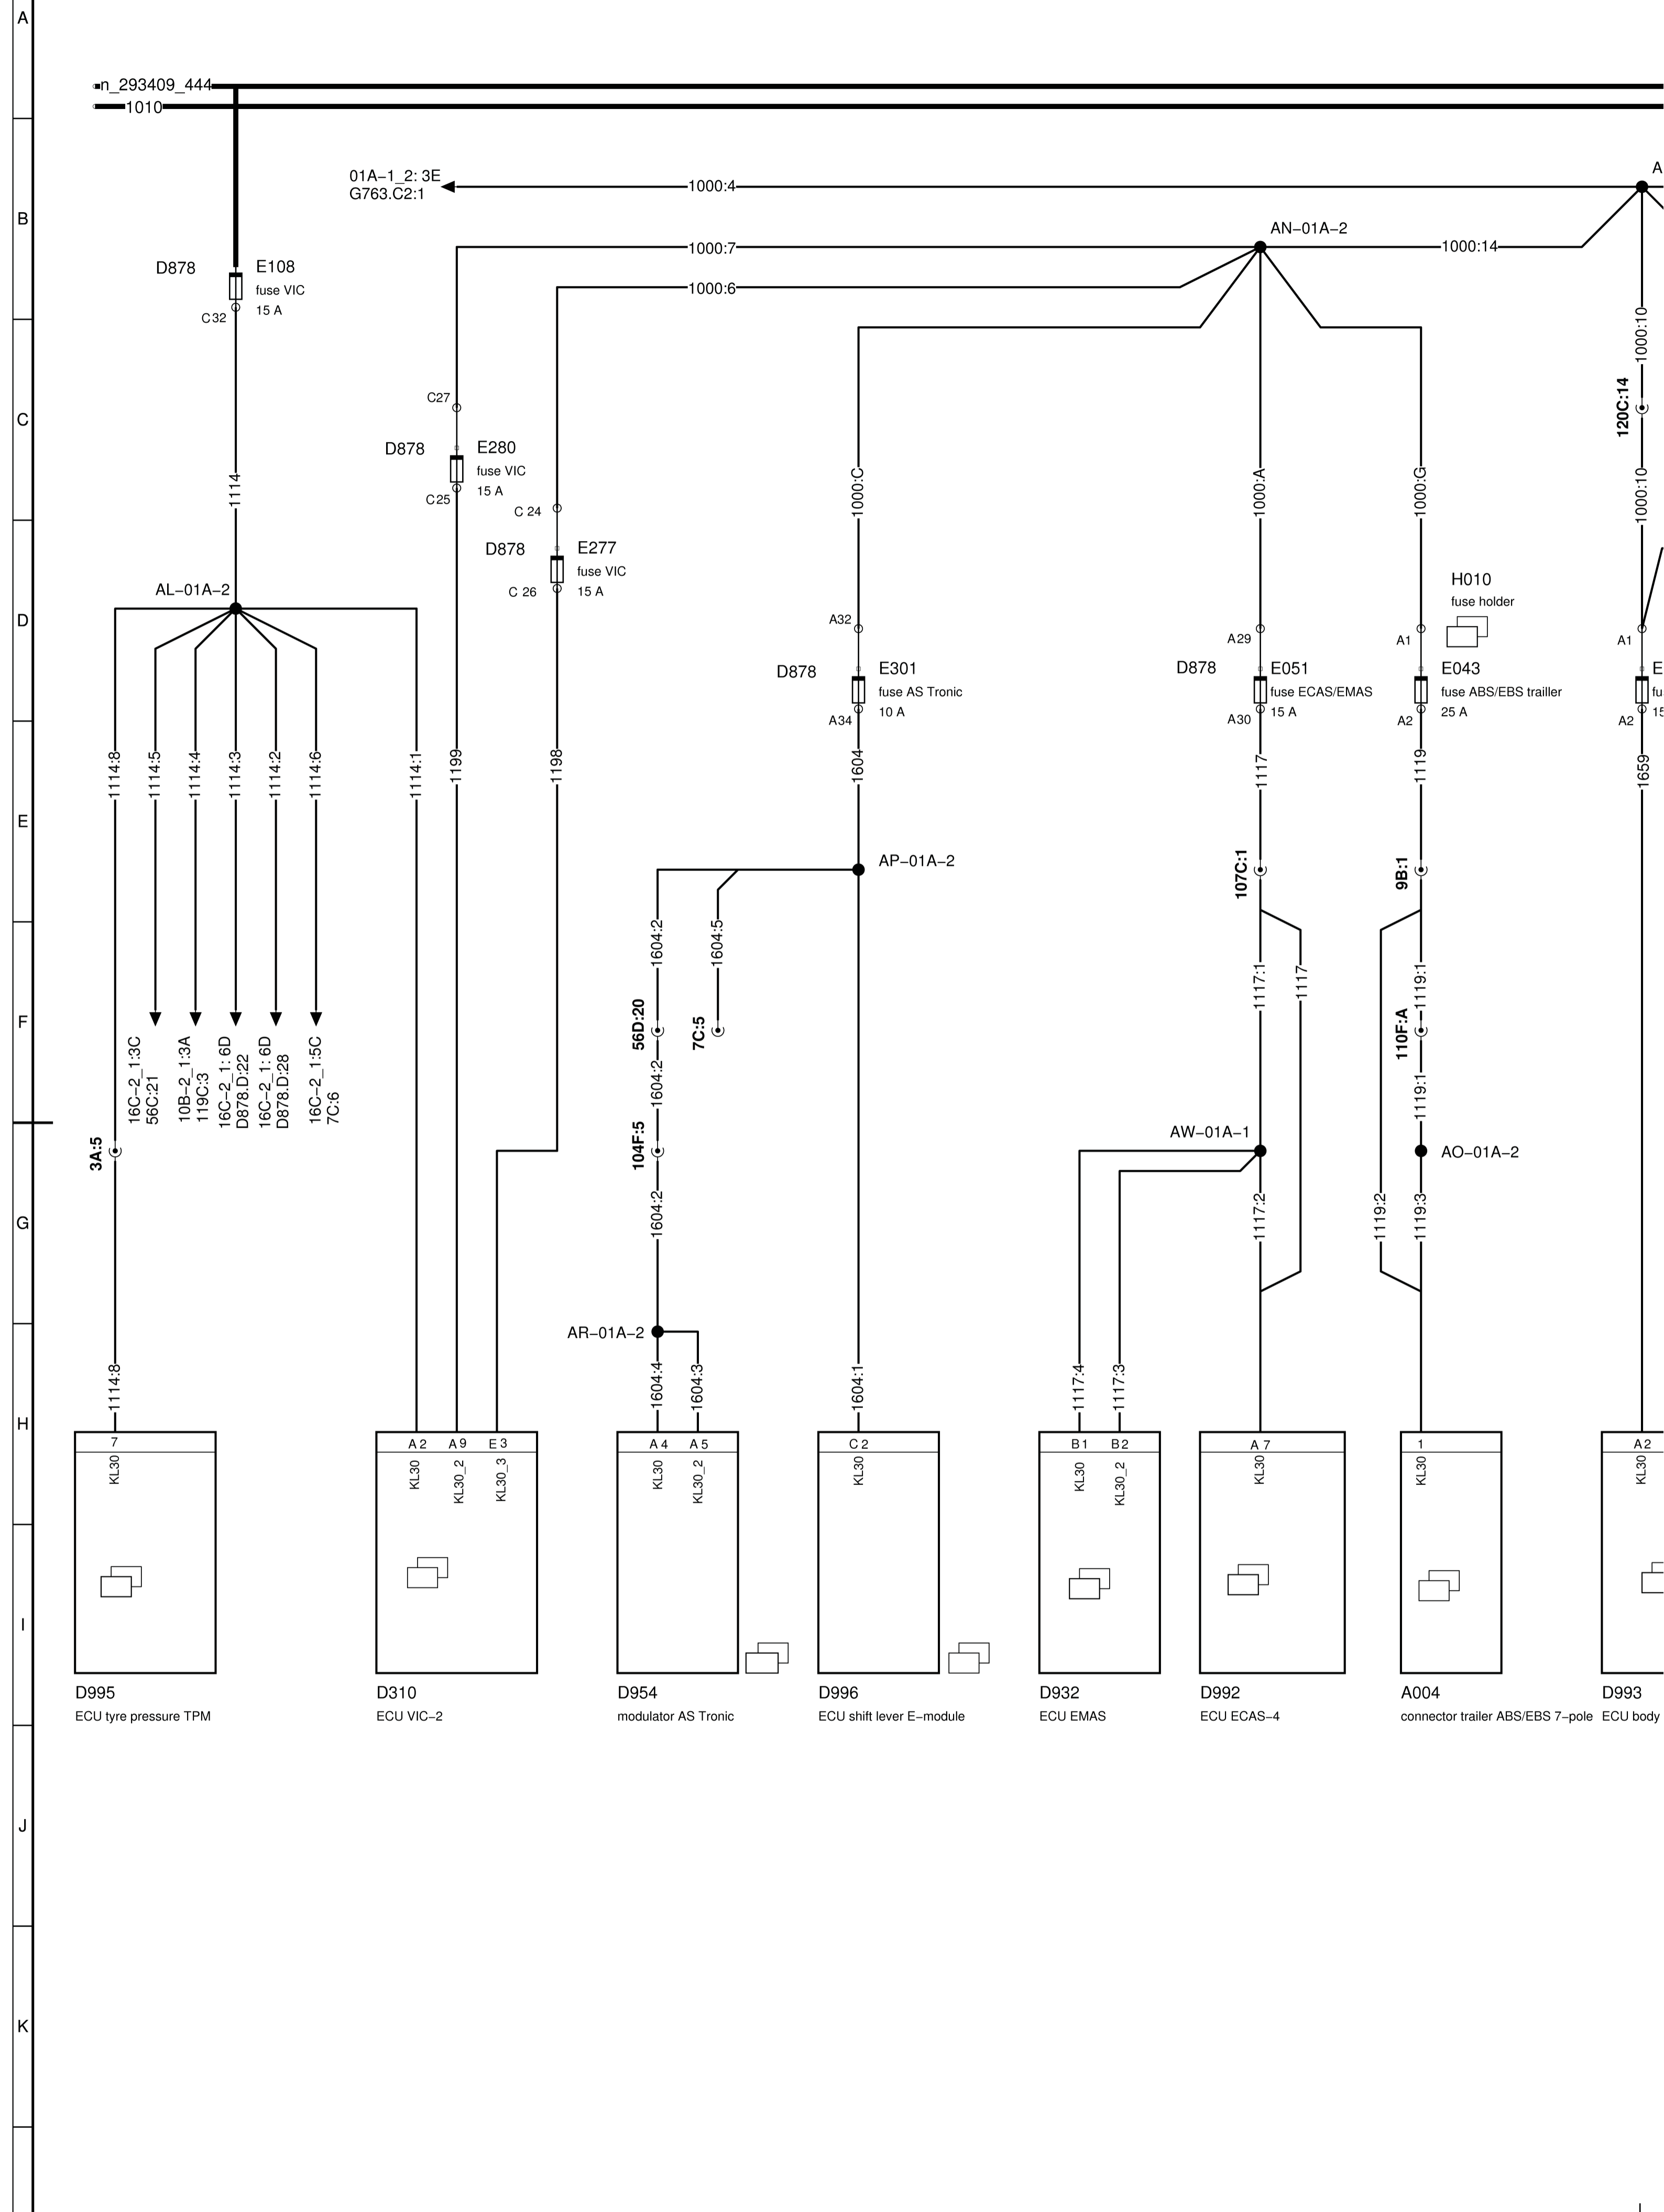 A
n_293409_444
1010
01A−1_2: 3E
G763.C2:1
1000:4
A
B
AN−01A−2
1000:7
1000:14
1000:6
D878
E108
fuse VIC
15 A
C32
1000:10
120C:14
C27
C
D878
E280
fuse VIC
15 A
C25
1114
1000:C
1000:A
1000:G
1000:10
C 24
D878
E277
fuse VIC
15 A
C 26
H010
fuse holder
AL−01A−2
D
A32
A29
A1
A1
D878
E301
fuse AS Tronic
10 A
A34
D878
E051
fuse ECAS/EMAS
15 A
A30
E043
fuse ABS/EBS trailler
25 A
A2
E
fu
15
A2
1114:8
1114:5
1114:4
1114:3
1114:2
1114:6
1114:1
1199
1198
1604
1117
1119
1659
E
AP−01A−2
107C:1
9B:1
1604:2
1604:5
1117:1
1117
1119:1
F
56D:20
7C:5
110F:A
16C−2_1:3C
56C:21
10B−2_1:3A
119C:3
16C−2_1: 6D
D878.D:22
16C−2_1: 6D
D878.D:28
16C−2_1:5C
7C:6
1604:2
1119:1
3A:5
104F:5
AW−01A−1
AO−01A−2
G
1604:2
1117:2
1119:2
1119:3
AR−01A−2
1114:8
1604:4
1604:3
1604:1
1117:4
1117:3
H
7
A 2
A 9
E 3
A 4
A 5
C 2
B 1
B 2
A 7
1
A 2
KL30
KL30
KL30_2
KL30_3
KL30
KL30_2
KL30
KL30
KL30_2
KL30
KL30
KL30
I
D995
ECU tyre pressure TPM
D310
ECU VIC−2
D954
modulator AS Tronic
D996
ECU shift lever E−module
D932
ECU EMAS
D992
ECU ECAS−4
A004
connector trailer ABS/EBS 7−pole
D993
ECU body
J
K